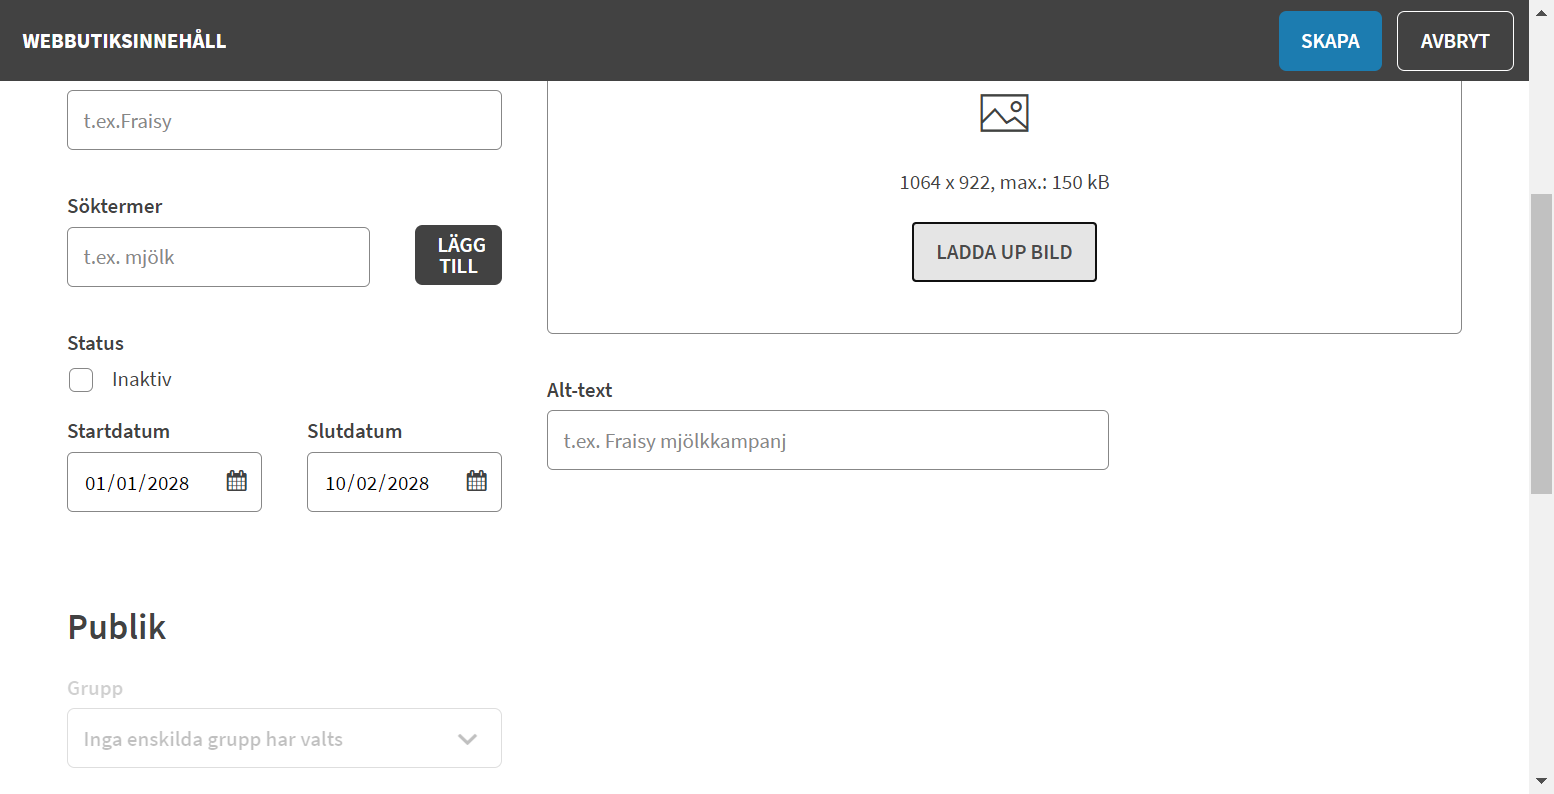 WEBBUTIKSINNEHÅLL
SKAPA
AVBRYT
t.ex.Fraisy
Söktermer
t.ex. mjölk
LÄGG
TILL
Status
Inaktiv
Startdatum
Slutdatum
01/01/2028
10/02/2028
1064 x 922, max.: 150 kB
LADDA UP BILD
Alt-text
t.ex. Fraisy mjölkkampanj
Publik
Grupp
Inga enskilda grupp har valts